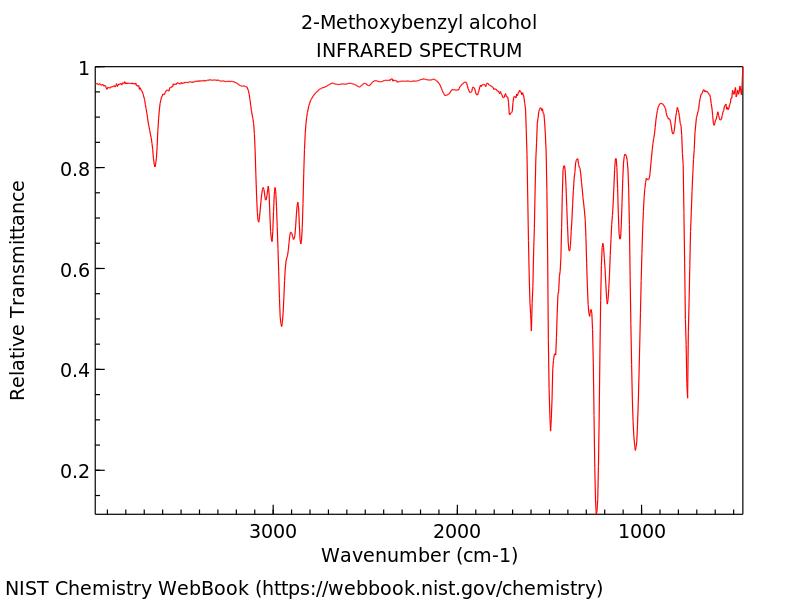 2-Methoxybenzyl alcohol
INFRARED SPECTRUM
1
0.8
0.6
0.4
0.2
Relative Transmittance
3000 2000 1000
Wavenumber (cm-1)
NIST Chemistry WebBook (https://webbook.nist.gov/chemistry)